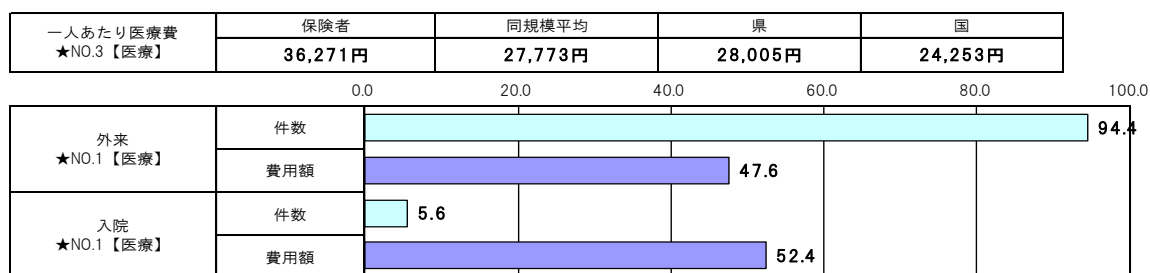 一人あたり医療費
★NO.3【医療】
保険者 同規模平均 県 国
36,271円 27,773円 28,005円 24,253円
0.0 20.0 40.0 60.0 80.0 100.0
外来
★NO.1【医療】
件数 94.4
費用額 47.6
入院
★NO.1【医療】
件数 5.6
費用額 52.4